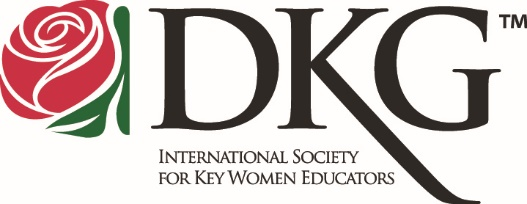 DKG™
INTERNATIONAL SOCIETY
FOR KEY WOMEN EDUCATORS